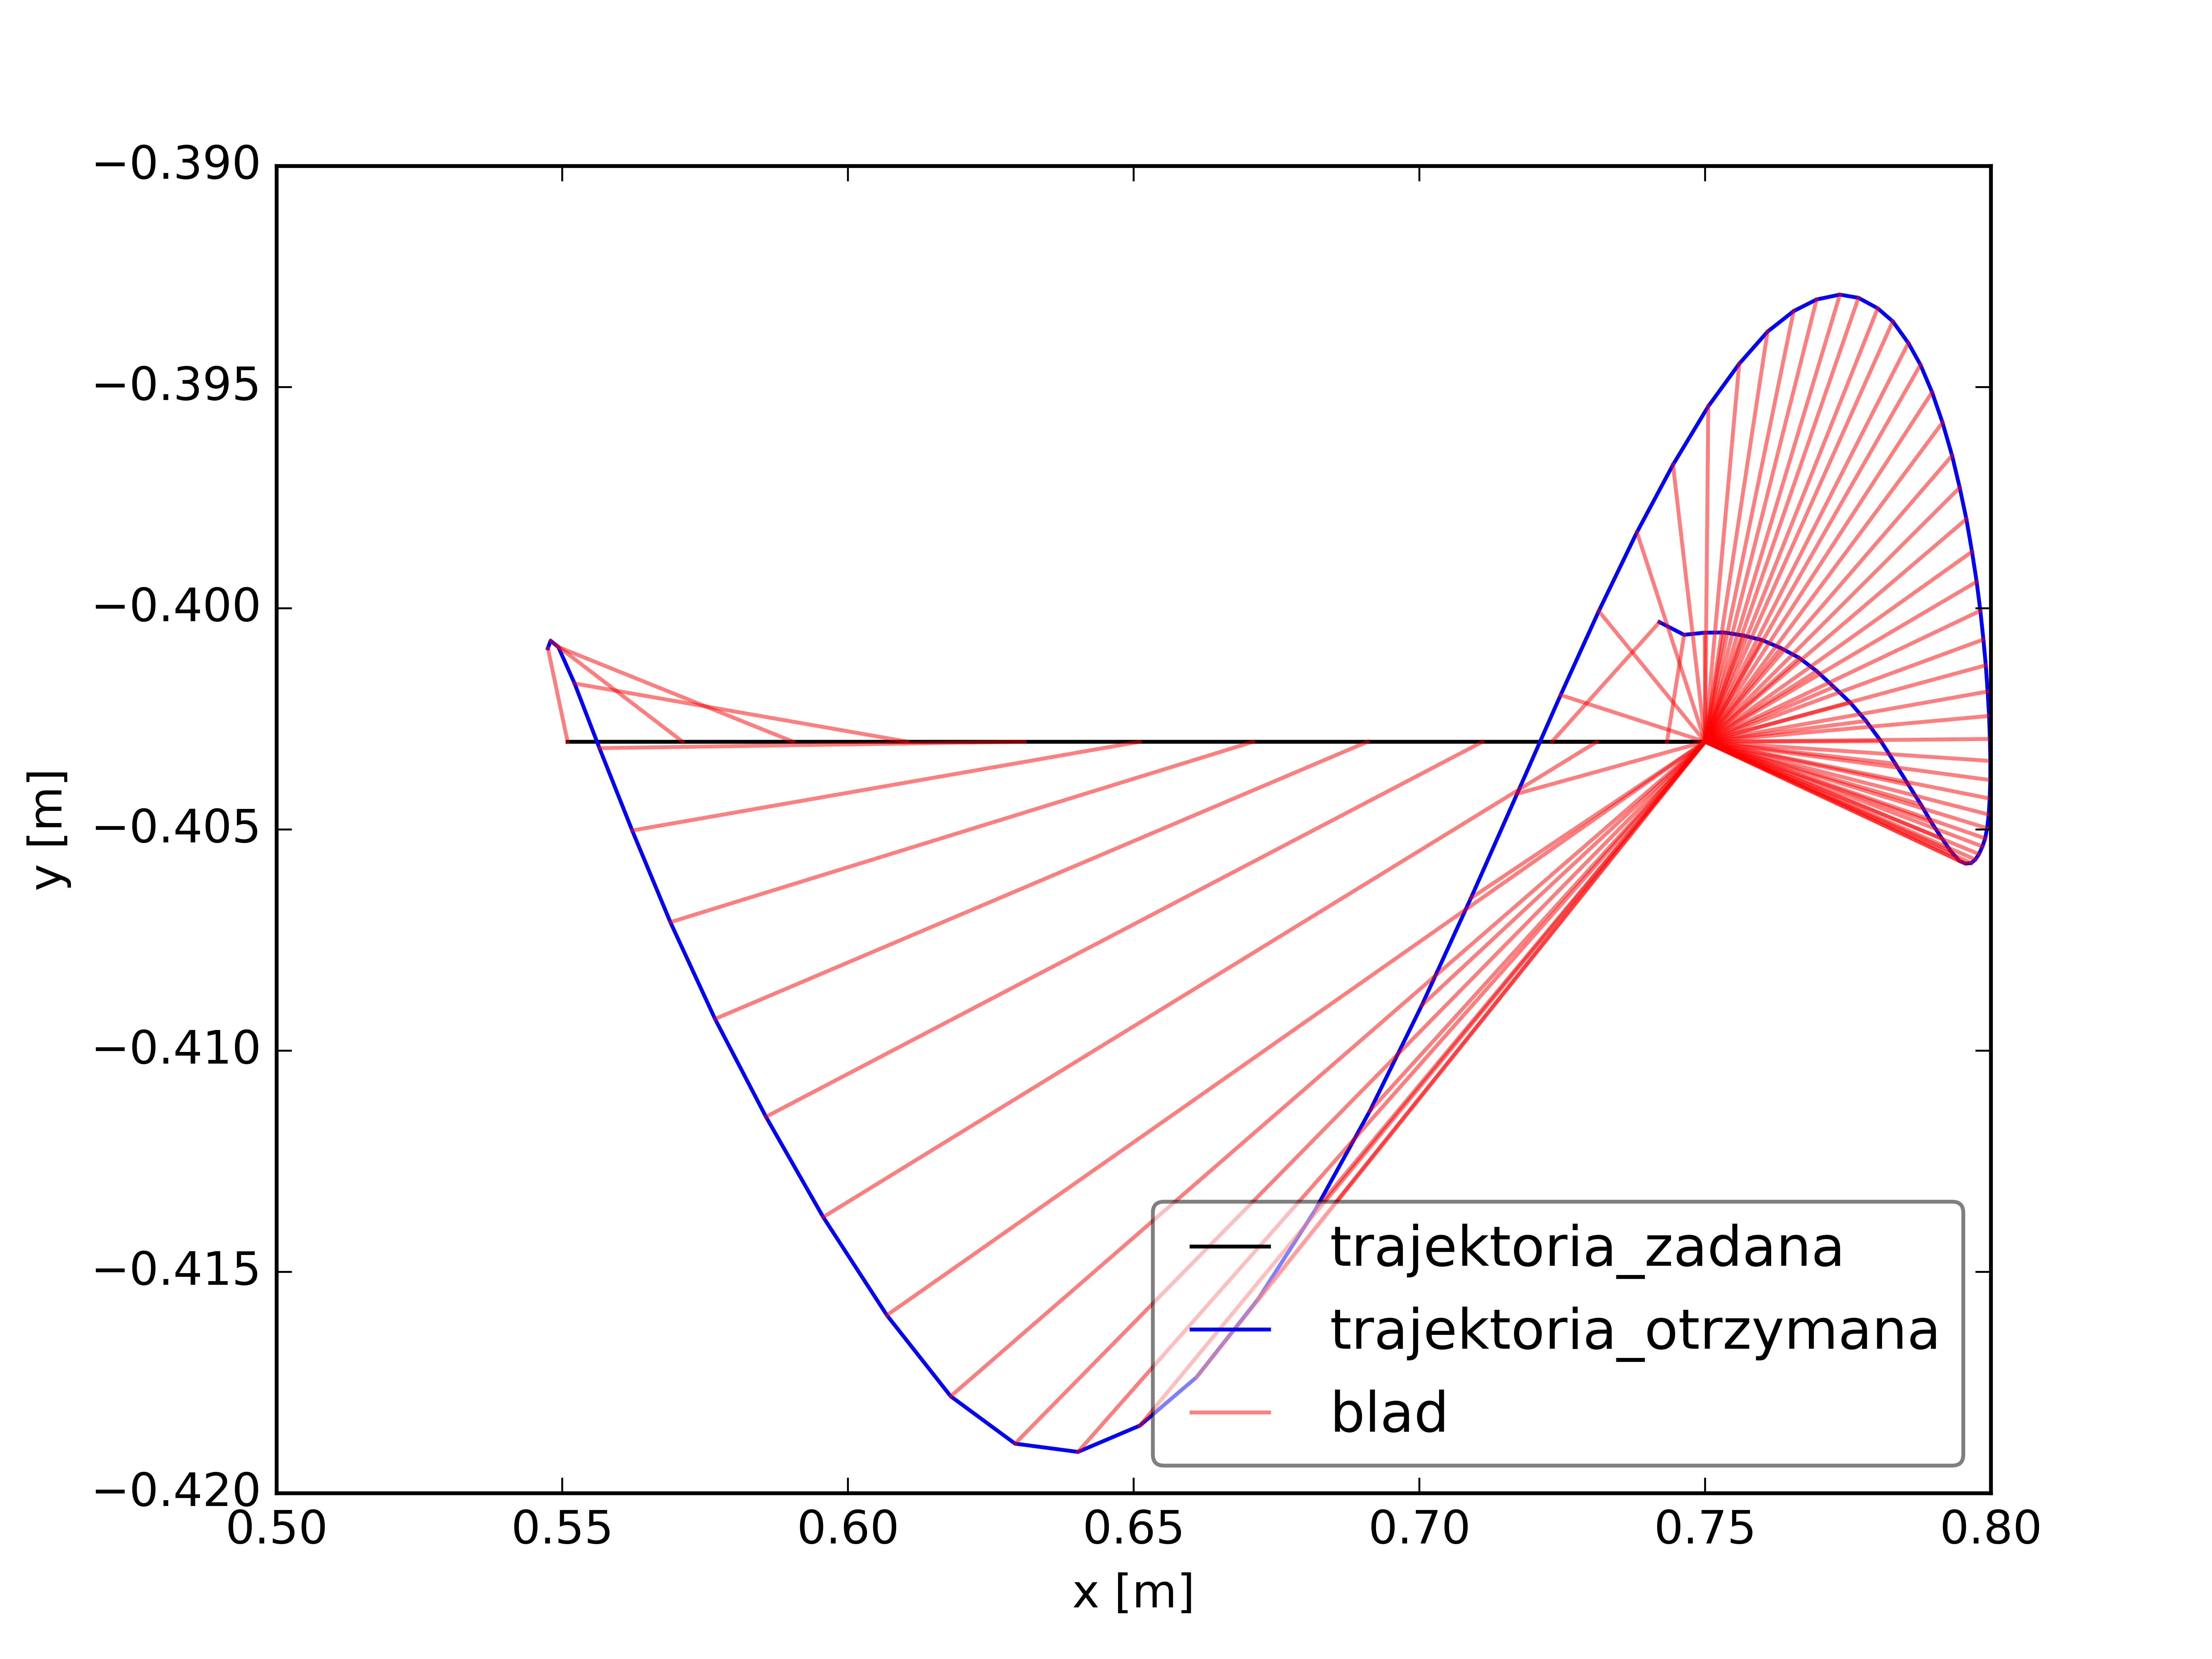 −0.390
−0.395
−0.400
−0.405
−0.410
−0.415
−0.420
y [m]
0.50 0.55 0.60 0.65 0.70 0.75 0.80
x [m]
trajektoria_zadana
trajektoria_otrzymana
blad